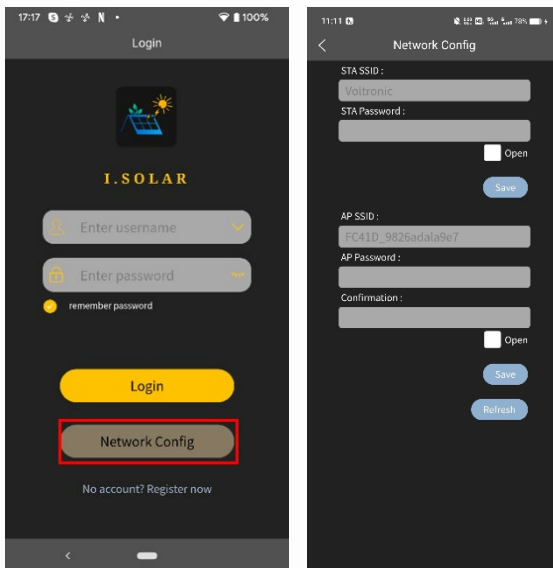 17:17
100%
Login
I.SOLAR
Enter username
Enter password
remember password
Login
Network Config
No account? Register now
11:11
78%
Network Config
STA SSID :
Voltronic
STA Password :
Open
Save
AP SSID :
FC41D_9826adala9e7
AP Password :
Confirmation :
Open
Save
Refresh